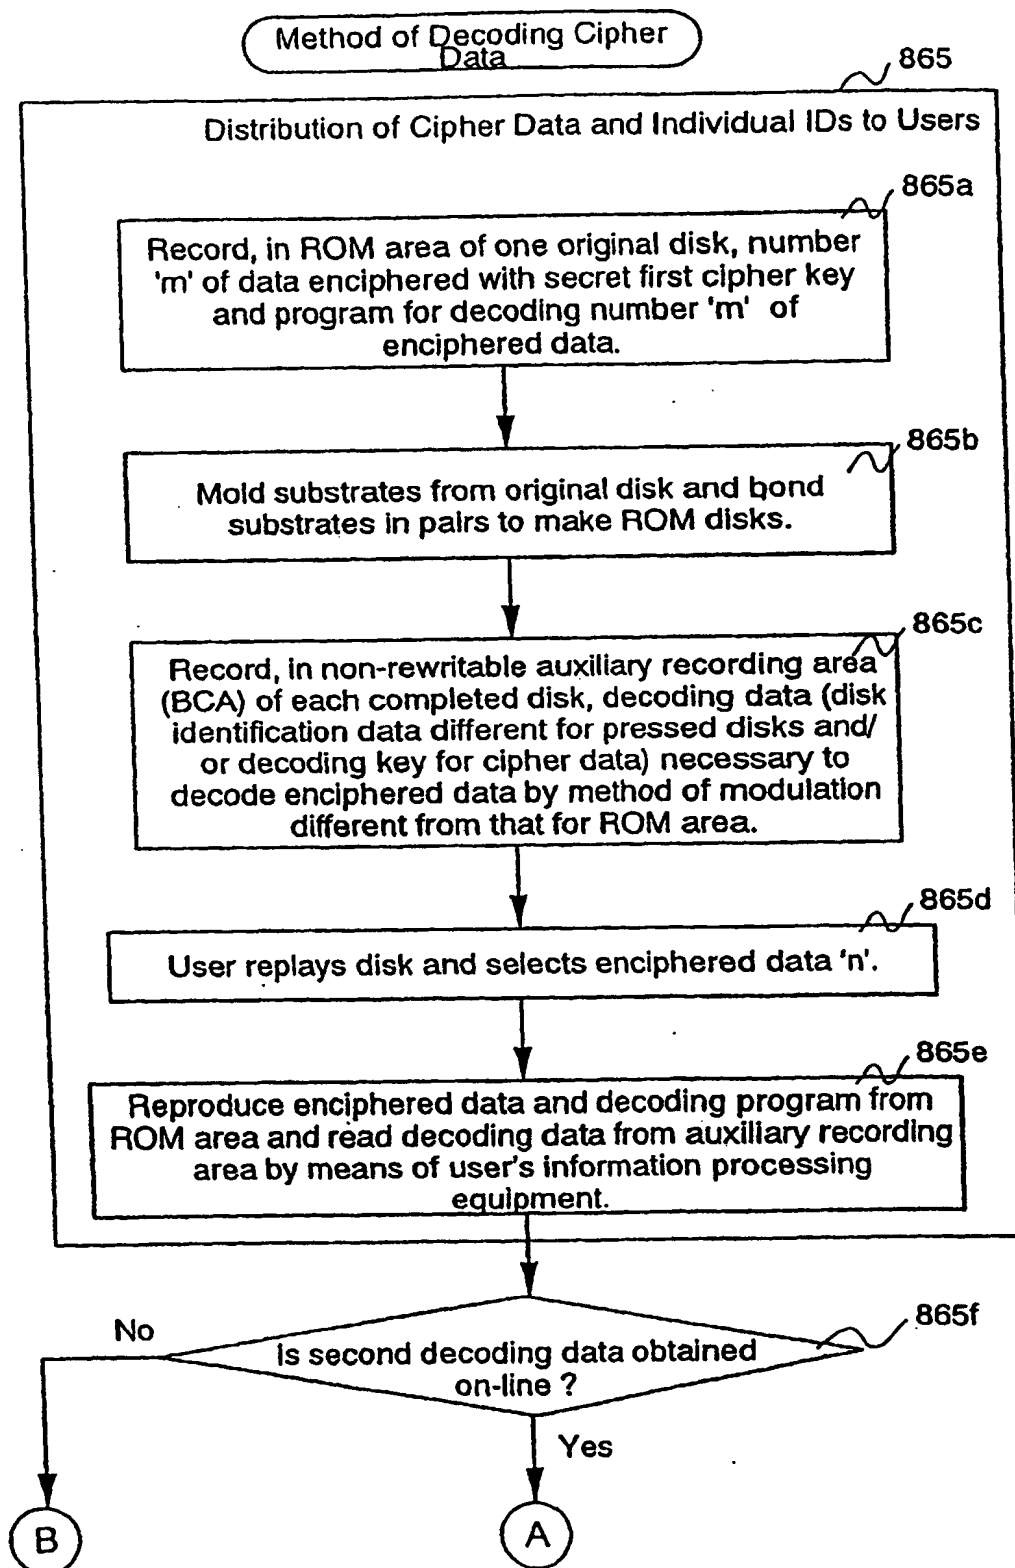 Method of Decoding Cipher
Data
865
Distribution of Cipher Data and Individual IDs to Users
865a
Record, in ROM area of one original disk, number
'm' of data enciphered with secret first cipher key
and program for decoding number 'm' of
enciphered data.
865b
Mold substrates from original disk and bond
substrates in pairs to make ROM disks.
865c
Record, in non-rewritable auxiliary recording area
(BCA) of each completed disk, decoding data (disk
identification data different for pressed disks and/
or decoding key for cipher data) necessary to
decode enciphered data by method of modulation
different from that for ROM area.
865d
User replays disk and selects enciphered data 'n'.
865e
Reproduce enciphered data and decoding program from
ROM area and read decoding data from auxiliary recording
area by means of user's information processing
equipment.
865f
No
Is second decoding data obtained
on-line ?
Yes
B
A